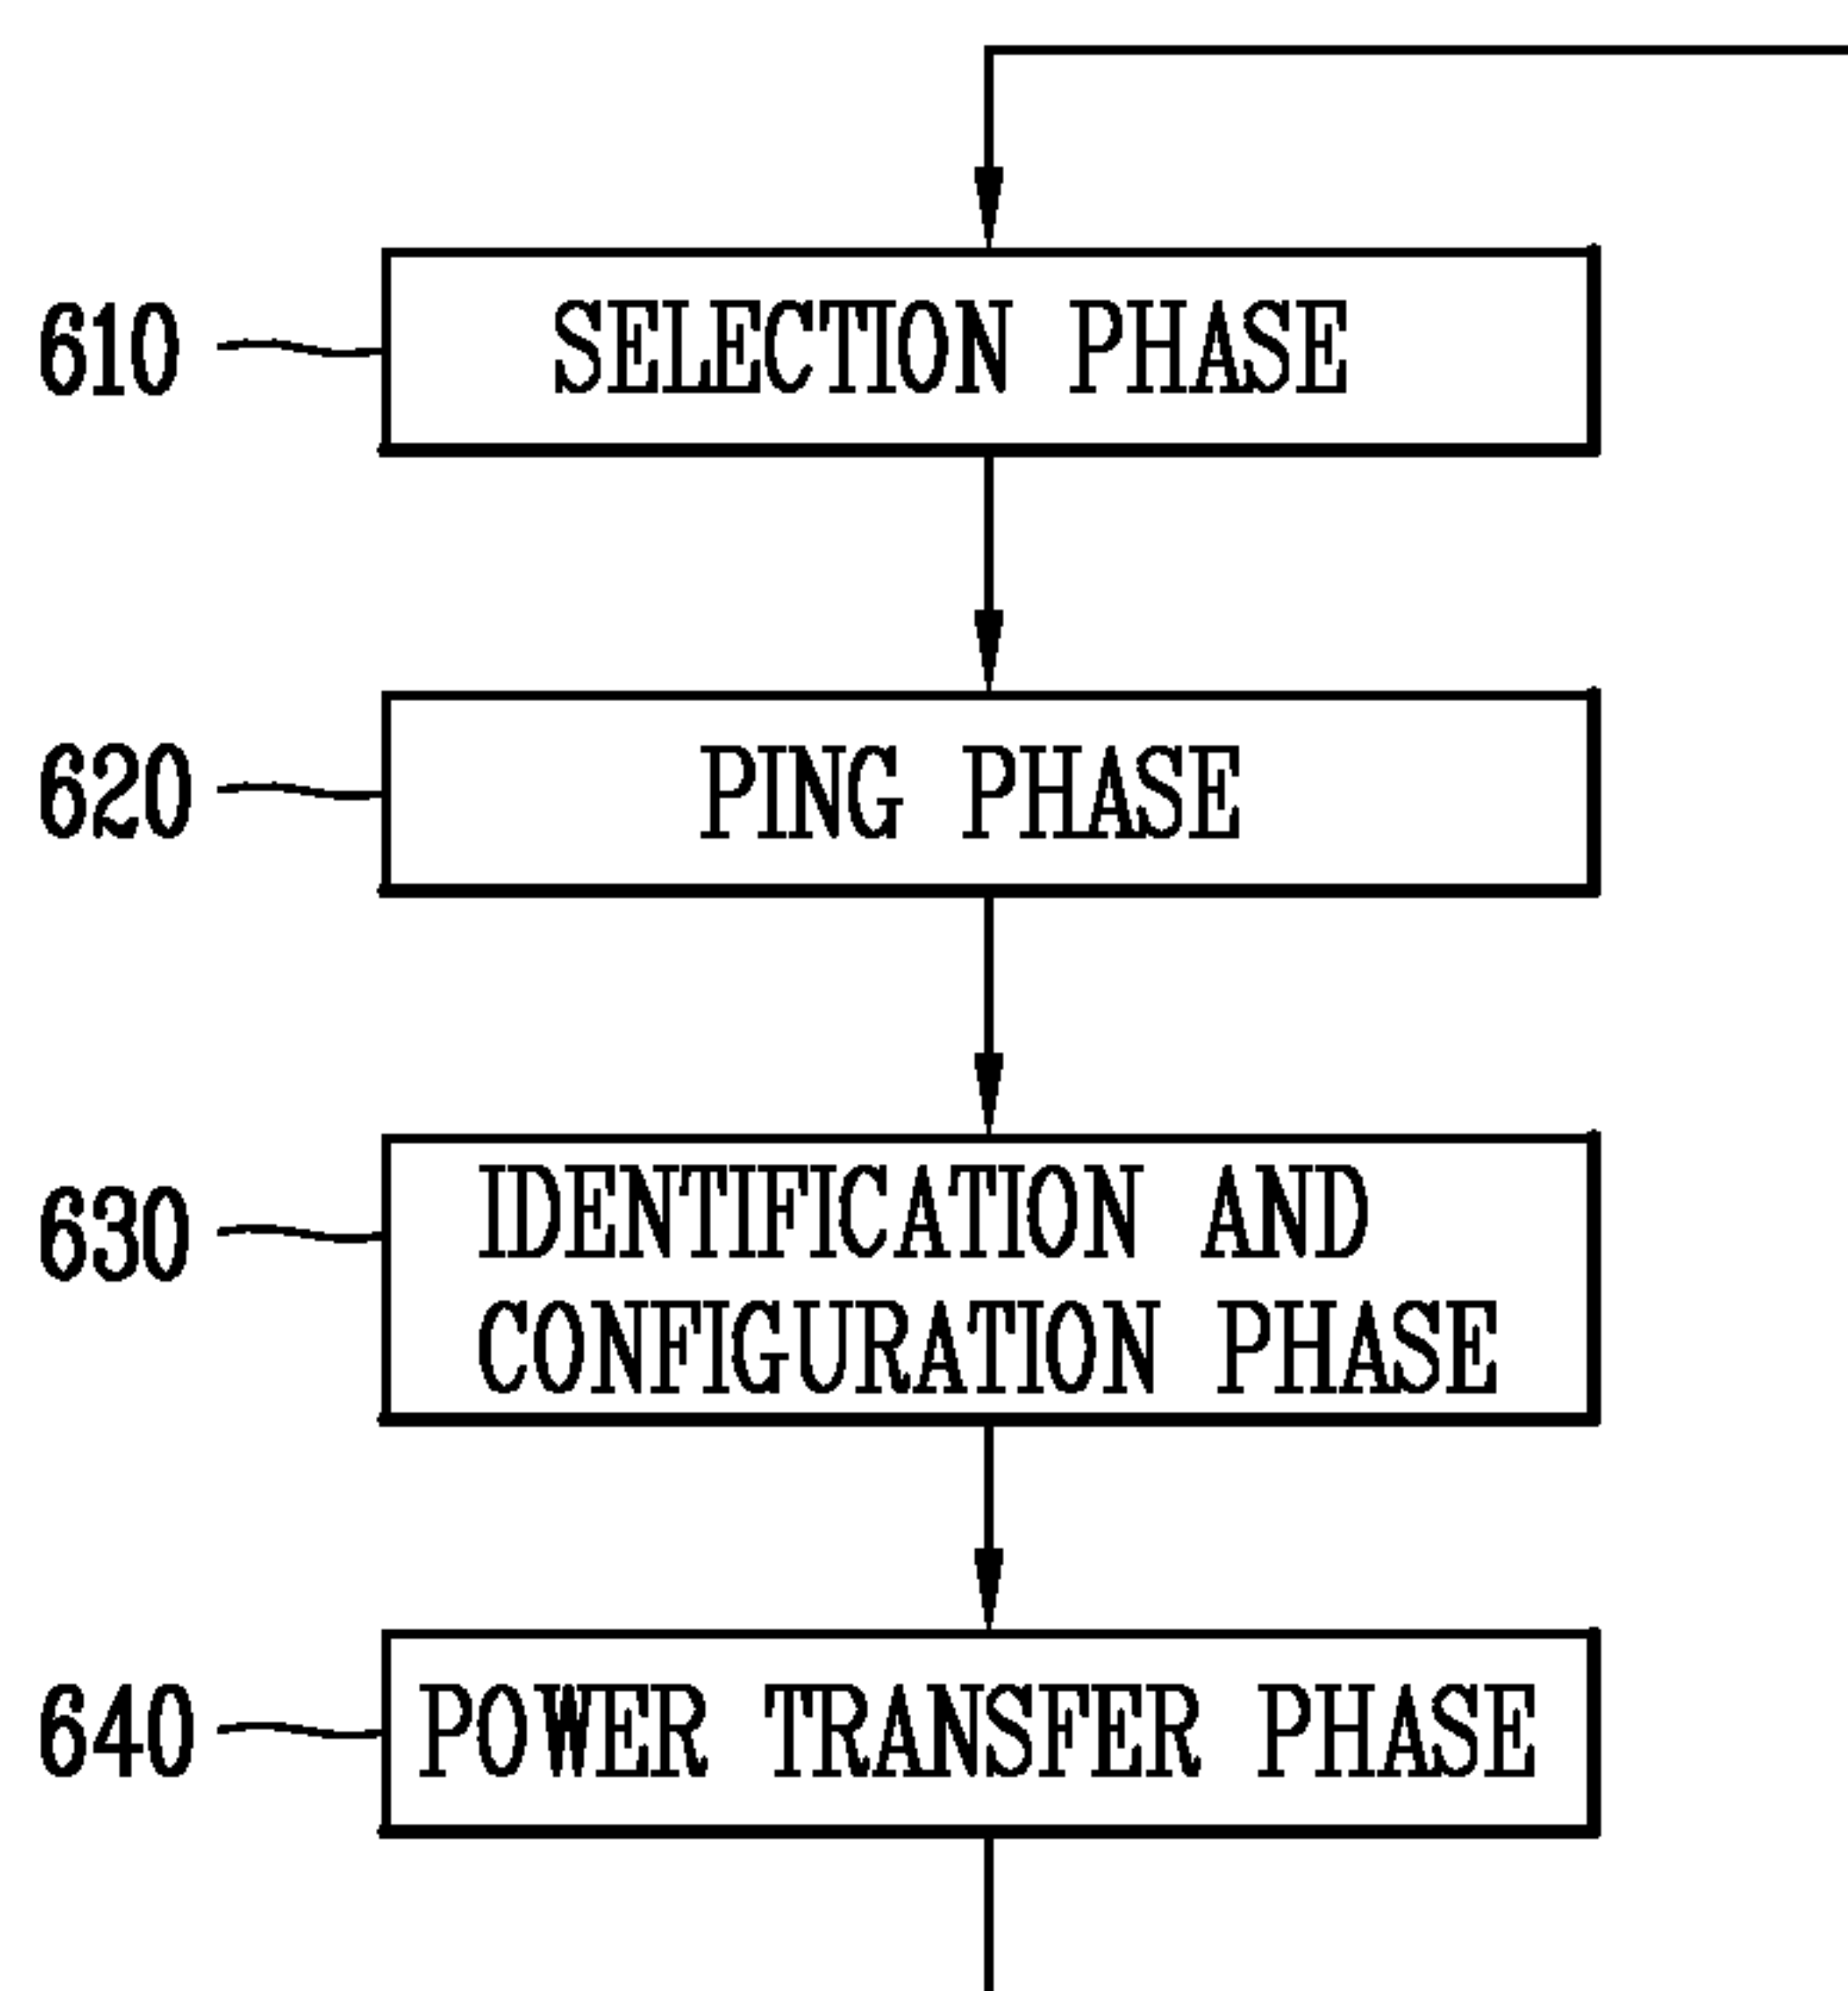 610 SELECTION PHASE
620 PING PHASE
630 IDENTIFICATION AND
CONFIGURATION PHASE
640 POWER TRANSFER PHASE